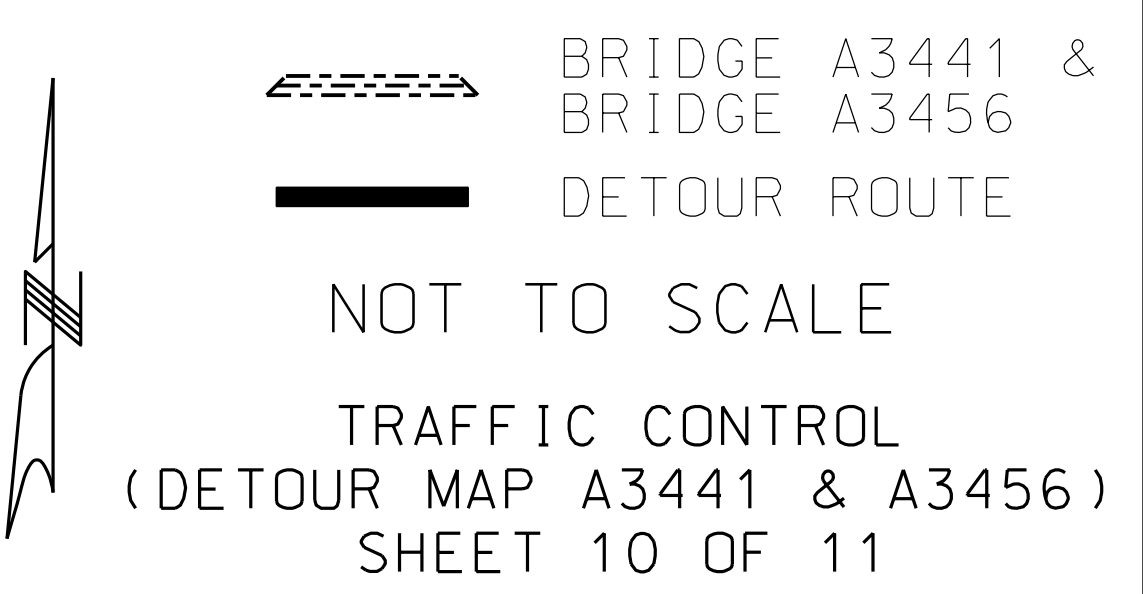 BRIDGE A3441 &
BRIDGE A3456
DETOUR ROUTE
N
NOT TO SCALE
TRAFFIC CONTROL
(DETOUR MAP A3441 & A3456)
SHEET 10 OF 11